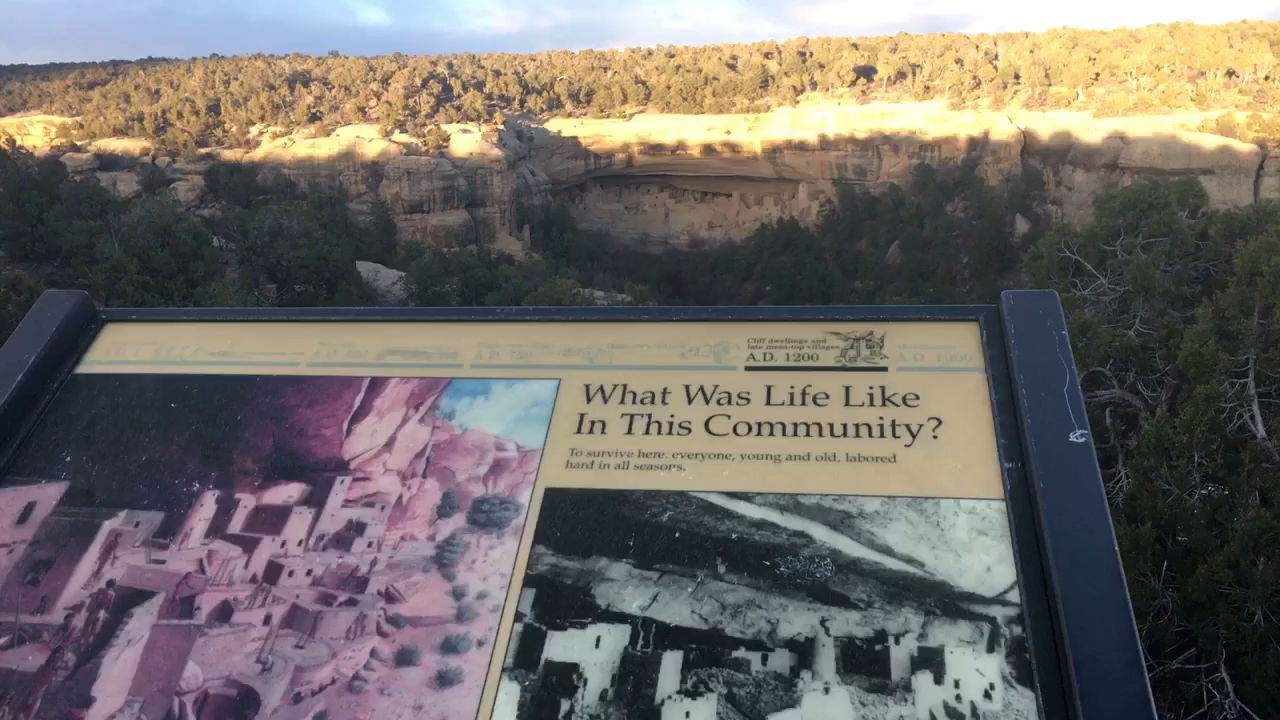 Cliff dwellings and
late mesa-top villages
A.D. 1200
What Was Life Like
In This Community?
To survive here, everyone, young and old, labored
hard in all seasons.